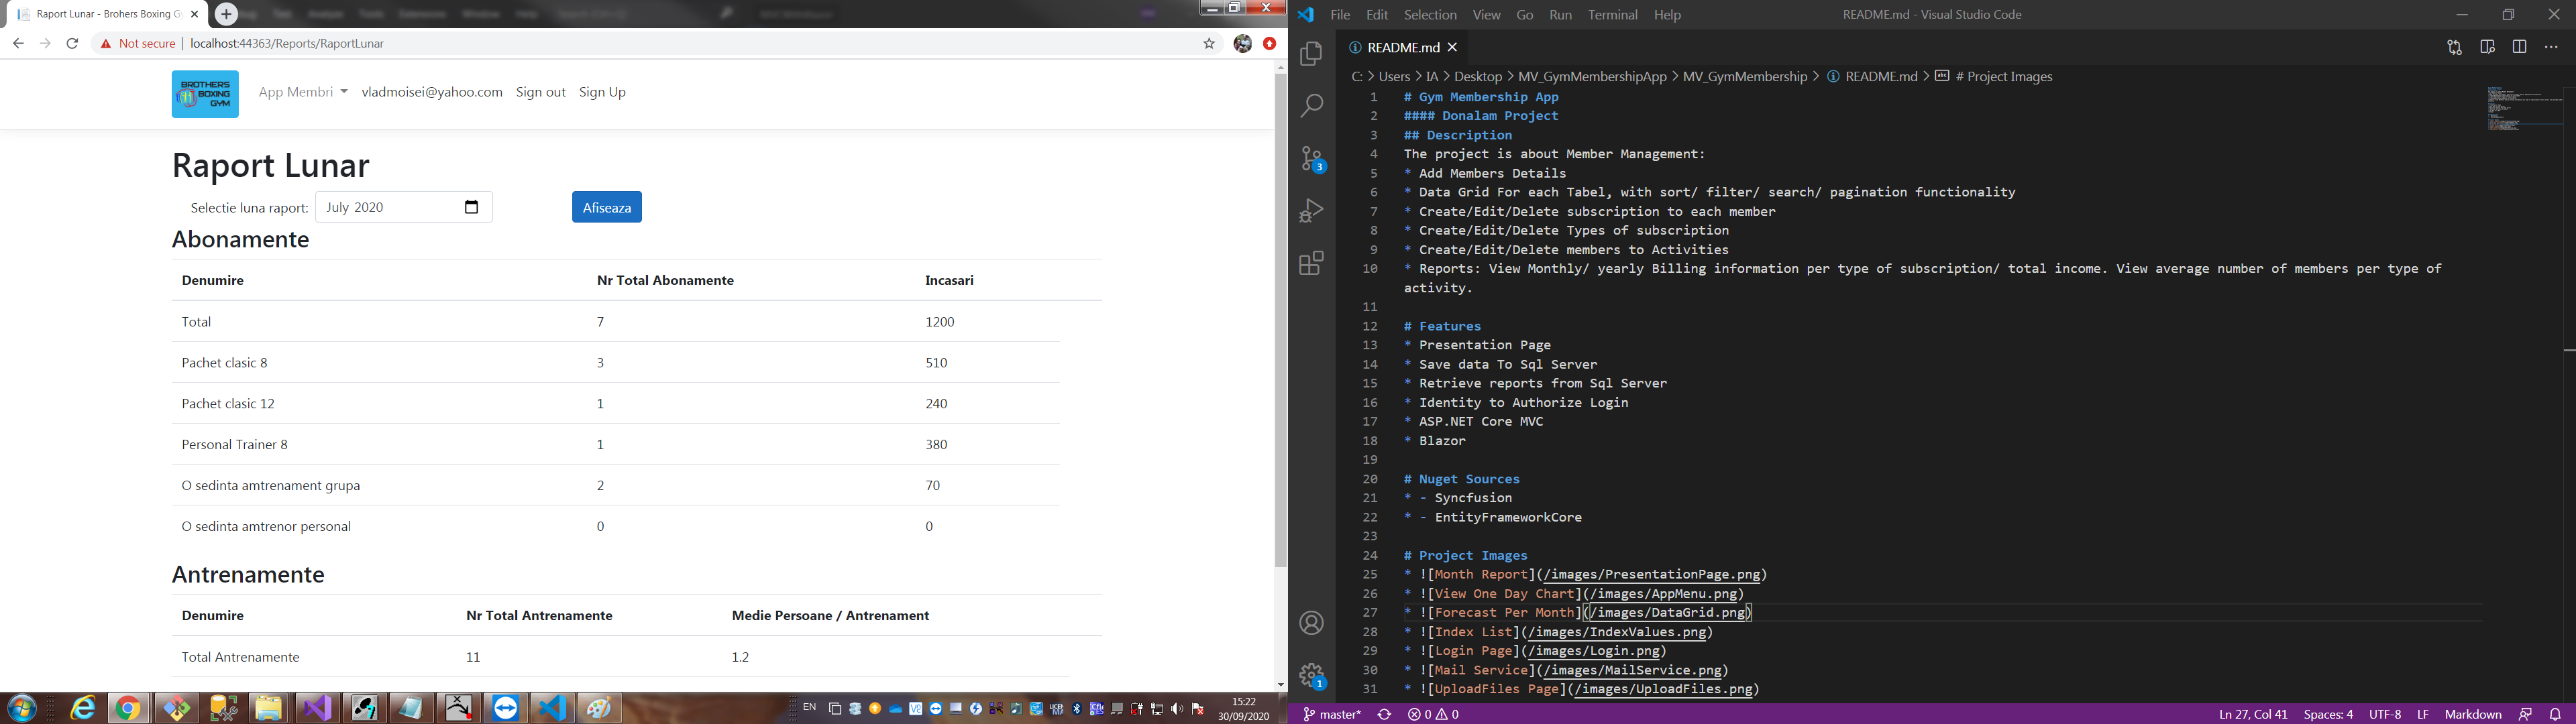 Raport Lunar - Brohers Boxing G
Not secure | localhost:44363/Reports/RaportLunar
BROTHERS
BOXING
GYM
App Membri vladmoisei@yahoo.com Sign out Sign Up
Raport Lunar
Selectie luna raport: July 2020 Afiseaza
Abonamente
Denumire Nr Total Abonamente Incasari
Total 7 1200
Pachet clasic 8 3 510
Pachet clasic 12 1 240
Personal Trainer 8 1 380
O sedinta amtrenament grupa 2 70
O sedinta amtrenor personal 0 0
Antrenamente
Denumire Nr Total Antrenamente Medie Persoane / Antrenament
Total Antrenamente 11 1.2
EN
15:22
30/09/2020
File Edit Selection View Go Run Terminal Help README.md - Visual Studio Code
README.md
C: > Users > IA > Desktop > MV_GymMembershipApp > MV_GymMembership > README.md > # Project Images
1 # Gym Membership App
2 #### Donalam Project
3 ## Description
4 The project is about Member Management:
5 * Add Members Details
6 * Data Grid For each Tabel, with sort/ filter/ search/ pagination functionality
7 * Create/Edit/Delete subscription to each member
8 * Create/Edit/Delete Types of subscription
9 * Create/Edit/Delete members to Activities
10 * Reports: View Monthly/ yearly Billing information per type of subscription/ total income. View average number of members per type of
activity.
11
12 # Features
13 * Presentation Page
14 * Save data To Sql Server
15 * Retrieve reports from Sql Server
16 * Identity to Authorize Login
17 * ASP.NET Core MVC
18 * Blazor
19
20 # Nuget Sources
21 * - Syncfusion
22 * - EntityFrameworkCore
23
24 # Project Images
25 * ![Month Report](/images/PresentationPage.png)
26 * ![View One Day Chart](/images/AppMenu.png)
27 * ![Forecast Per Month](/images/DataGrid.png)
28 * ![Index List](/images/IndexValues.png)
29 * ![Login Page](/images/Login.png)
30 * ![Mail Service](/images/MailService.png)
31 * ![UploadFiles Page](/images/UploadFiles.png)
3
1
master* 0 0 Ln 27, Col 41 Spaces: 4 UTF-8 LF Markdown